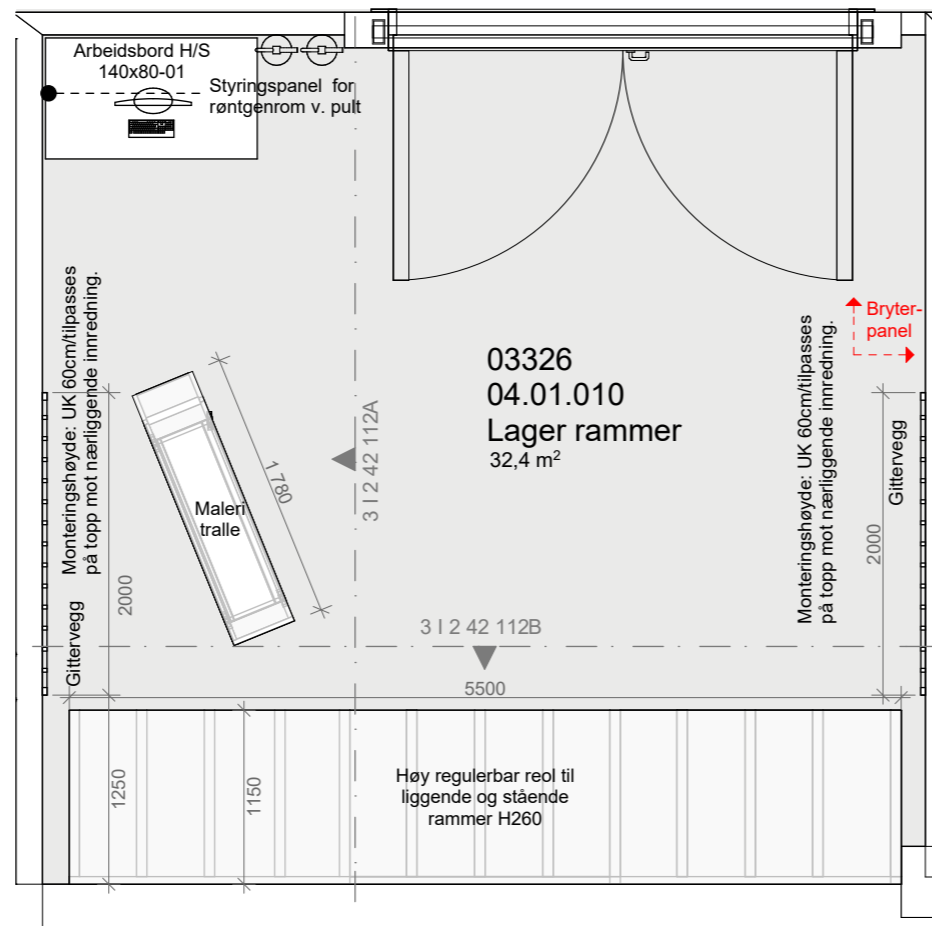 Arbeidsbord H/S
140x80-01
Styringspanel for
røntgenrom v. pult
Monteringshøyde: UK 60cm/tilpasses
på topp mot nærliggende innredning.
Gittervegg
2000
Maleri
tralle
1780
3 I 2 42 112A
03326
04.01.010
Lager rammer
32,4 m²
Bryter-
panel
Monteringshøyde: UK 60cm/tilpasses
på topp mot nærliggende innredning.
Gittervegg
2000
3 I 2 42 112B
5500
1250
1150
Høy regulerbar reol til
liggende og stående
rammer H260